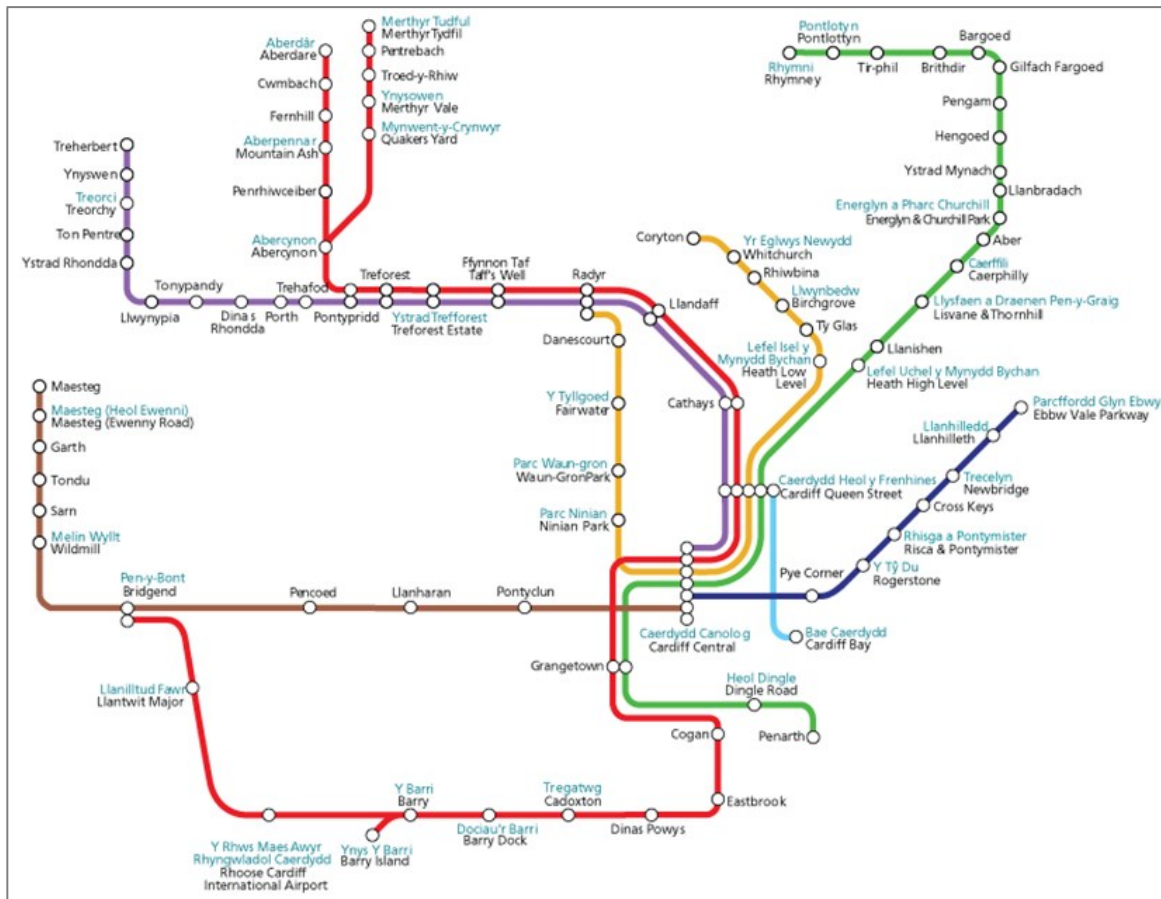 Merthyr Tudful
Merthyr Tydfil
Pentrebach
Troed-y-Rhiw
Ynysowen
Merthyr Vale
Mynwent-y-Crynwyr
Quakers Yard
Aberdâr
Aberdare
Cwmbach
Fernhill
Aberpennar
Mountain Ash
Penrhiwceiber
Abercynon
Abercynon
Treherbert
Ynyswen
Treorci
Treorchy
Ton Pentre
Ystrad Rhondda
Llwynypia
Tonypandy
Dinas
Rhondda
Porth
Trehafod
Pontypridd
Treforest
Ystrad Trefforest
Treforest Estate
Ffynnon Taf
Taff's Well
Radyr
Llandaff
Cathays
Danescourt
Y Tyllgoed
Fairwater
Parc Waun-gron
Waun-GronPark
Parc Ninian
Ninian Park
Coryton
Yr Eglwys Newydd
Whitchurch
Rhiwbina
Llwynbedw
Birchgrove
Ty Glas
Lefel Isel y
Mynydd Bychan
Heath Low
Level
Pontlotyn
Pontlottyn
Rhymni
Rhymney
Tir-phil
Brithdir
Bargoed
Gilfach Fargoed
Pengam
Hengoed
Ystrad Mynach
Llanbradach
Energlyn a Pharc Churchill
Energlyn & Churchill Park
Aber
Caerffili
Caerphilly
Llysfaen a Draenen Pen-y-Graig
Lisvane & Thornhill
Llanishen
Lefel Uchel y Mynydd Bychan
Heath High Level
Parcffordd Glyn Ebwy
Ebbw Vale Parkway
Llanhilledd
Llanhilleth
Trecelyn
Newbridge
Cross Keys
Rhisga a Pontymister
Risca & Pontymister
Y Tŷ Du
Rogerstone
Pye Corner
Caerdydd Heol y Frenhines
Cardiff Queen Street
Bae Caerdydd
Cardiff Bay
Caerdydd Canolog
Cardiff Central
Maesteg
Maesteg (Heol Ewenni)
Maesteg (Ewenny Road)
Garth
Tondu
Sarn
Melin Wyllt
Wildmill
Pen-y-Bont
Bridgend
Pencoed
Llanharan
Pontyclun
Grangetown
Heol Dingle
Dingle Road
Penarth
Cogan
Eastbrook
Dinas Powys
Tregatwg
Cadoxton
Dociau'r Barri
Barry Dock
Y Barri
Barry
Ynys Y Barri
Barry Island
Y Rhws Maes Awyr
Rhyngwladol Caerdydd
Rhoose Cardiff
International Airport
Llanilltud Fawr
Llantwit Major